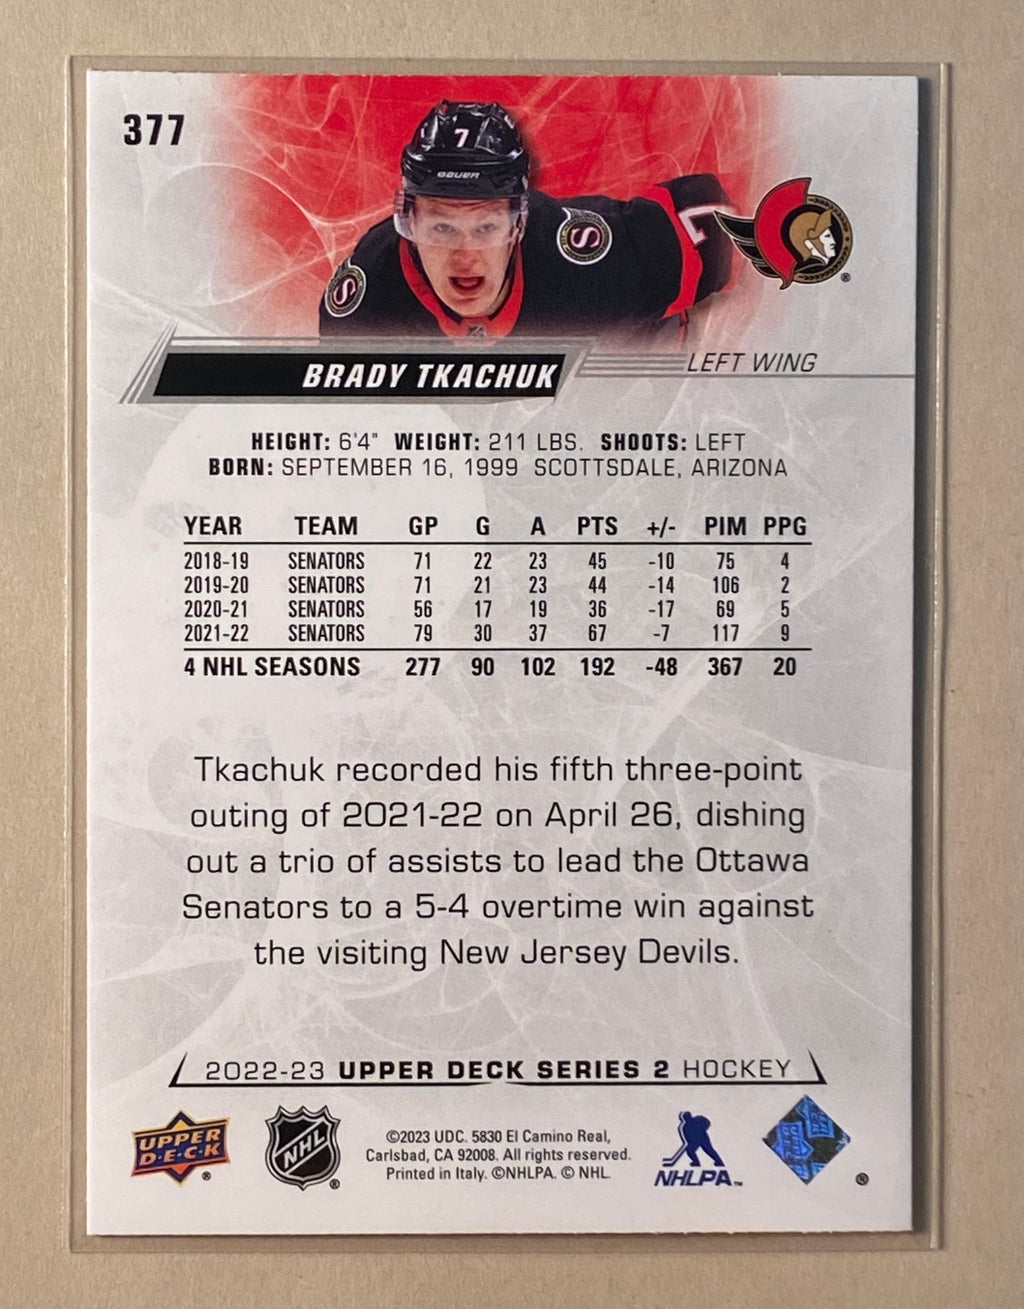 377
7
BAUER
7
S
S
BRADY TKACHUK
LEFT WING
HEIGHT: 6'4" WEIGHT: 211 LBS. SHOOTS: LEFT
BORN: SEPTEMBER 16, 1999 SCOTTSDALE, ARIZONA
YEAR TEAM GP G A PTS +/- PIM PPG
2018-19 SENATORS 71 22 23 45 -10 75 4
2019-20 SENATORS 71 21 23 44 -14 106 2
2020-21 SENATORS 56 17 19 36 -17 69 5
2021-22 SENATORS 79 30 37 67 -7 117 9
4 NHL SEASONS 277 90 102 192 -48 367 20
Tkachuk recorded his fifth three-point
outing of 2021-22 on April 26, dishing
out a trio of assists to lead the Ottawa
Senators to a 5-4 overtime win against
the visiting New Jersey Devils.
2022-23 UPPER DECK SERIES 2 HOCKEY
UPPER
D·E·C·K
®
NHL
®
©2023 UDC. 5830 El Camino Real,
Carlsbad, CA 92008. All rights reserved.
Printed in Italy. ©NHLPA. © NHL.
NHLPA™
®